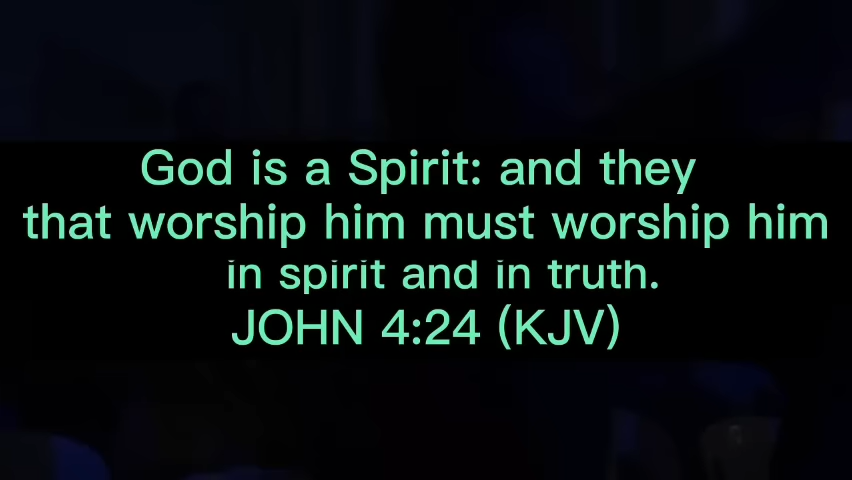 God is a Spirit: and they
that worship him must worship him
in spirit and in truth.
JOHN 4:24 (KJV)